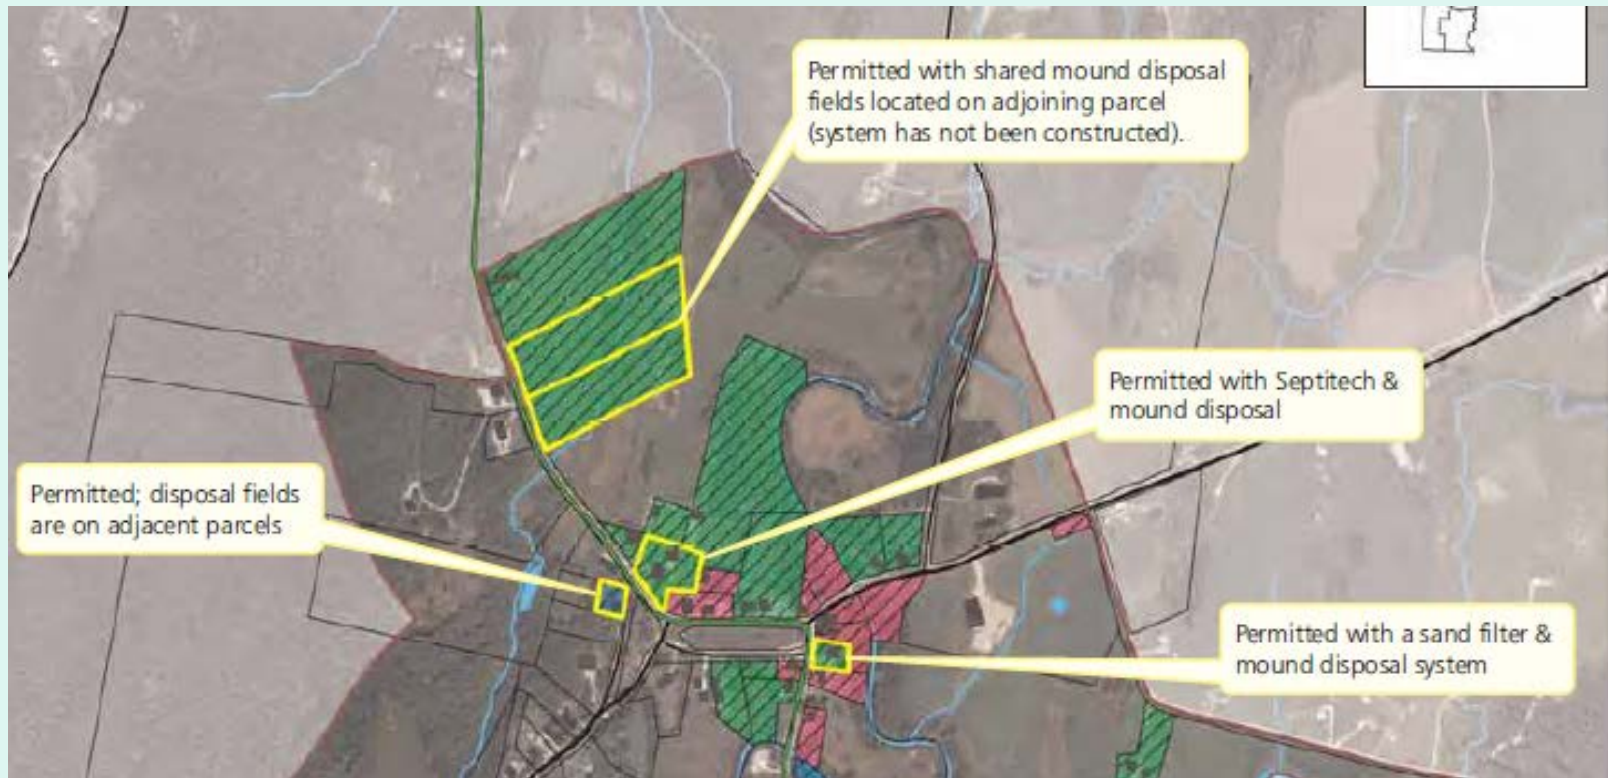 Permitted with shared mound disposal
fields located on adjoining parcel
(system has not been constructed).
Permitted with Septitech &
mound disposal
Permitted; disposal fields
are on adjacent parcels
Permitted with a sand filter &
mound disposal system